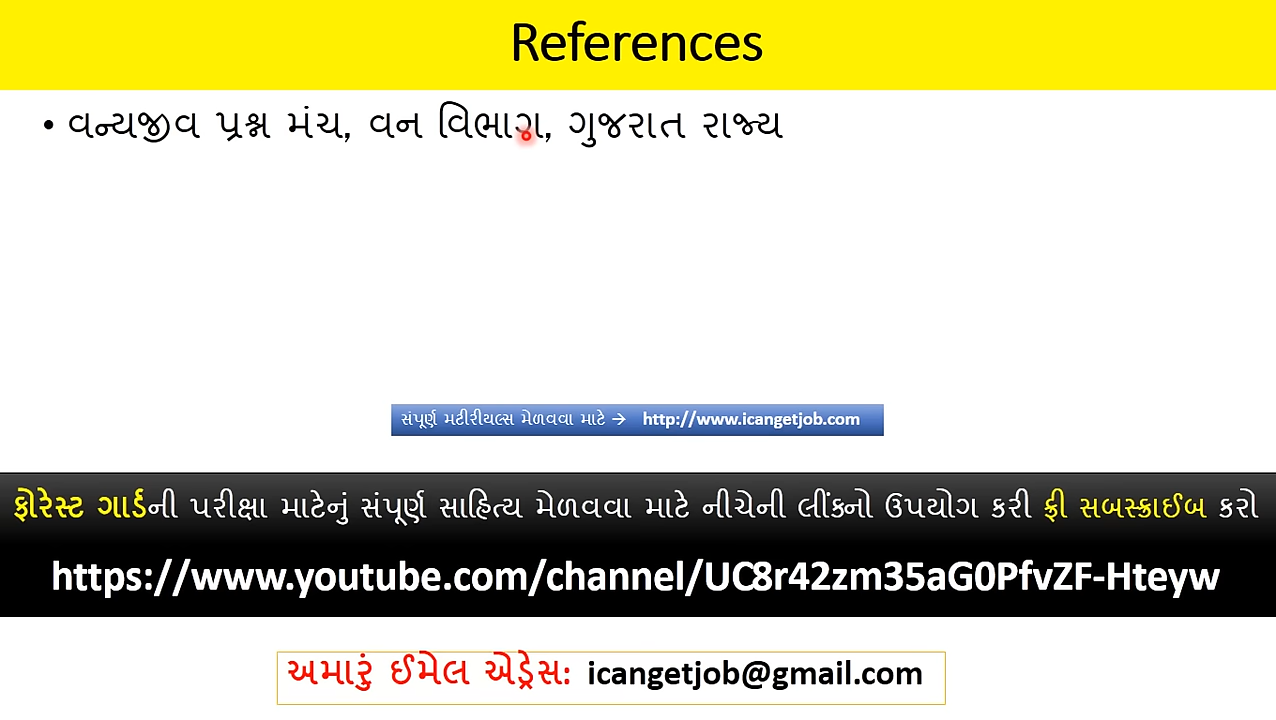 References
• વન્યજીવ પ્રશ્ન મંચ, વન વિભાગ, ગુજરાત રાજ્ય
સંપૂર્ણ મટીરીયલ્સ મેળવવા માટે → http://www.icangetjob.com
ફોરેસ્ટ ગાર્ડની પરીક્ષા માટેનું સંપૂર્ણ સાહિત્ય મેળવવા માટે નીચેની લીંકનો ઉપયોગ કરી ફ્રી સબસ્ક્રાઈબ કરો
https://www.youtube.com/channel/UC8r42zm35aG0PfvZF-Hteyw
અમારું ઈમેલ એડ્રેસ: icangetjob@gmail.com